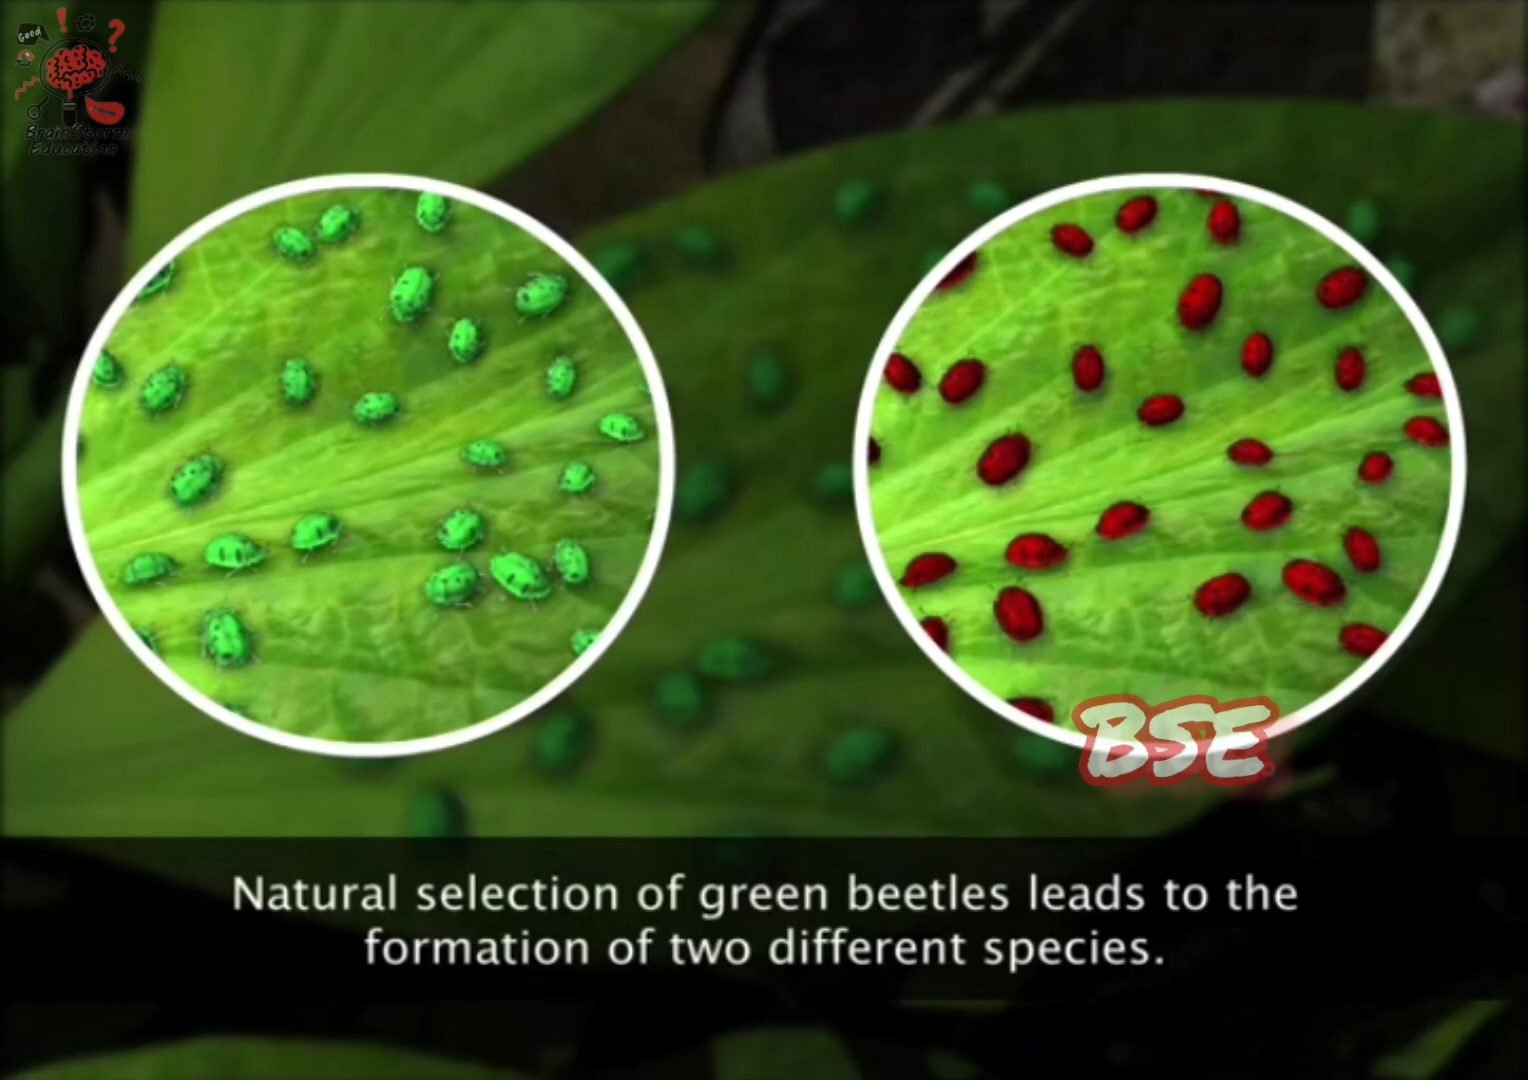 Good
BrainStorm
Education
BSE
Natural selection of green beetles leads to the
formation of two different species.